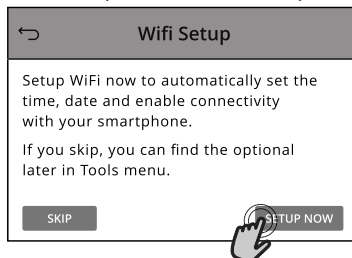 Wifi Setup
Setup WiFi now to automatically set the
time, date and enable connectivity
with your smartphone.
If you skip, you can find the optional
later in Tools menu.
SKIP
SETUP NOW